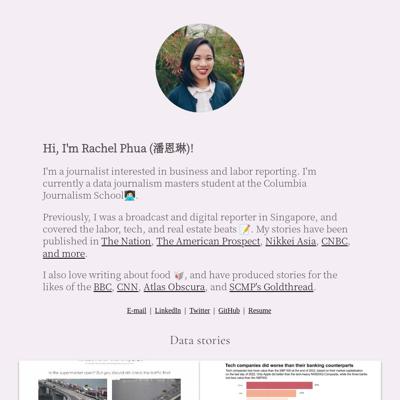 Hi, I'm Rachel Phua (潘恩琳)!
I'm a journalist interested in business and labor reporting. I'm
currently a data journalism masters student at the Columbia
Journalism School👩🏻‍💻.
Previously, I was a broadcast and digital reporter in Singapore, and
covered the labor, tech, and real estate beats 📝. My stories have been
published in The Nation, The American Prospect, Nikkei Asia, CNBC,
and more.
I also love writing about food 🥡, and have produced stories for the
likes of the BBC, CNN, Atlas Obscura, and SCMP's Goldthread.
E-mail | LinkedIn | Twitter | GitHub | Resume
Data stories
Is the supermarket open? But you should still check the traffic first
Tech companies did worse than their banking counterparts